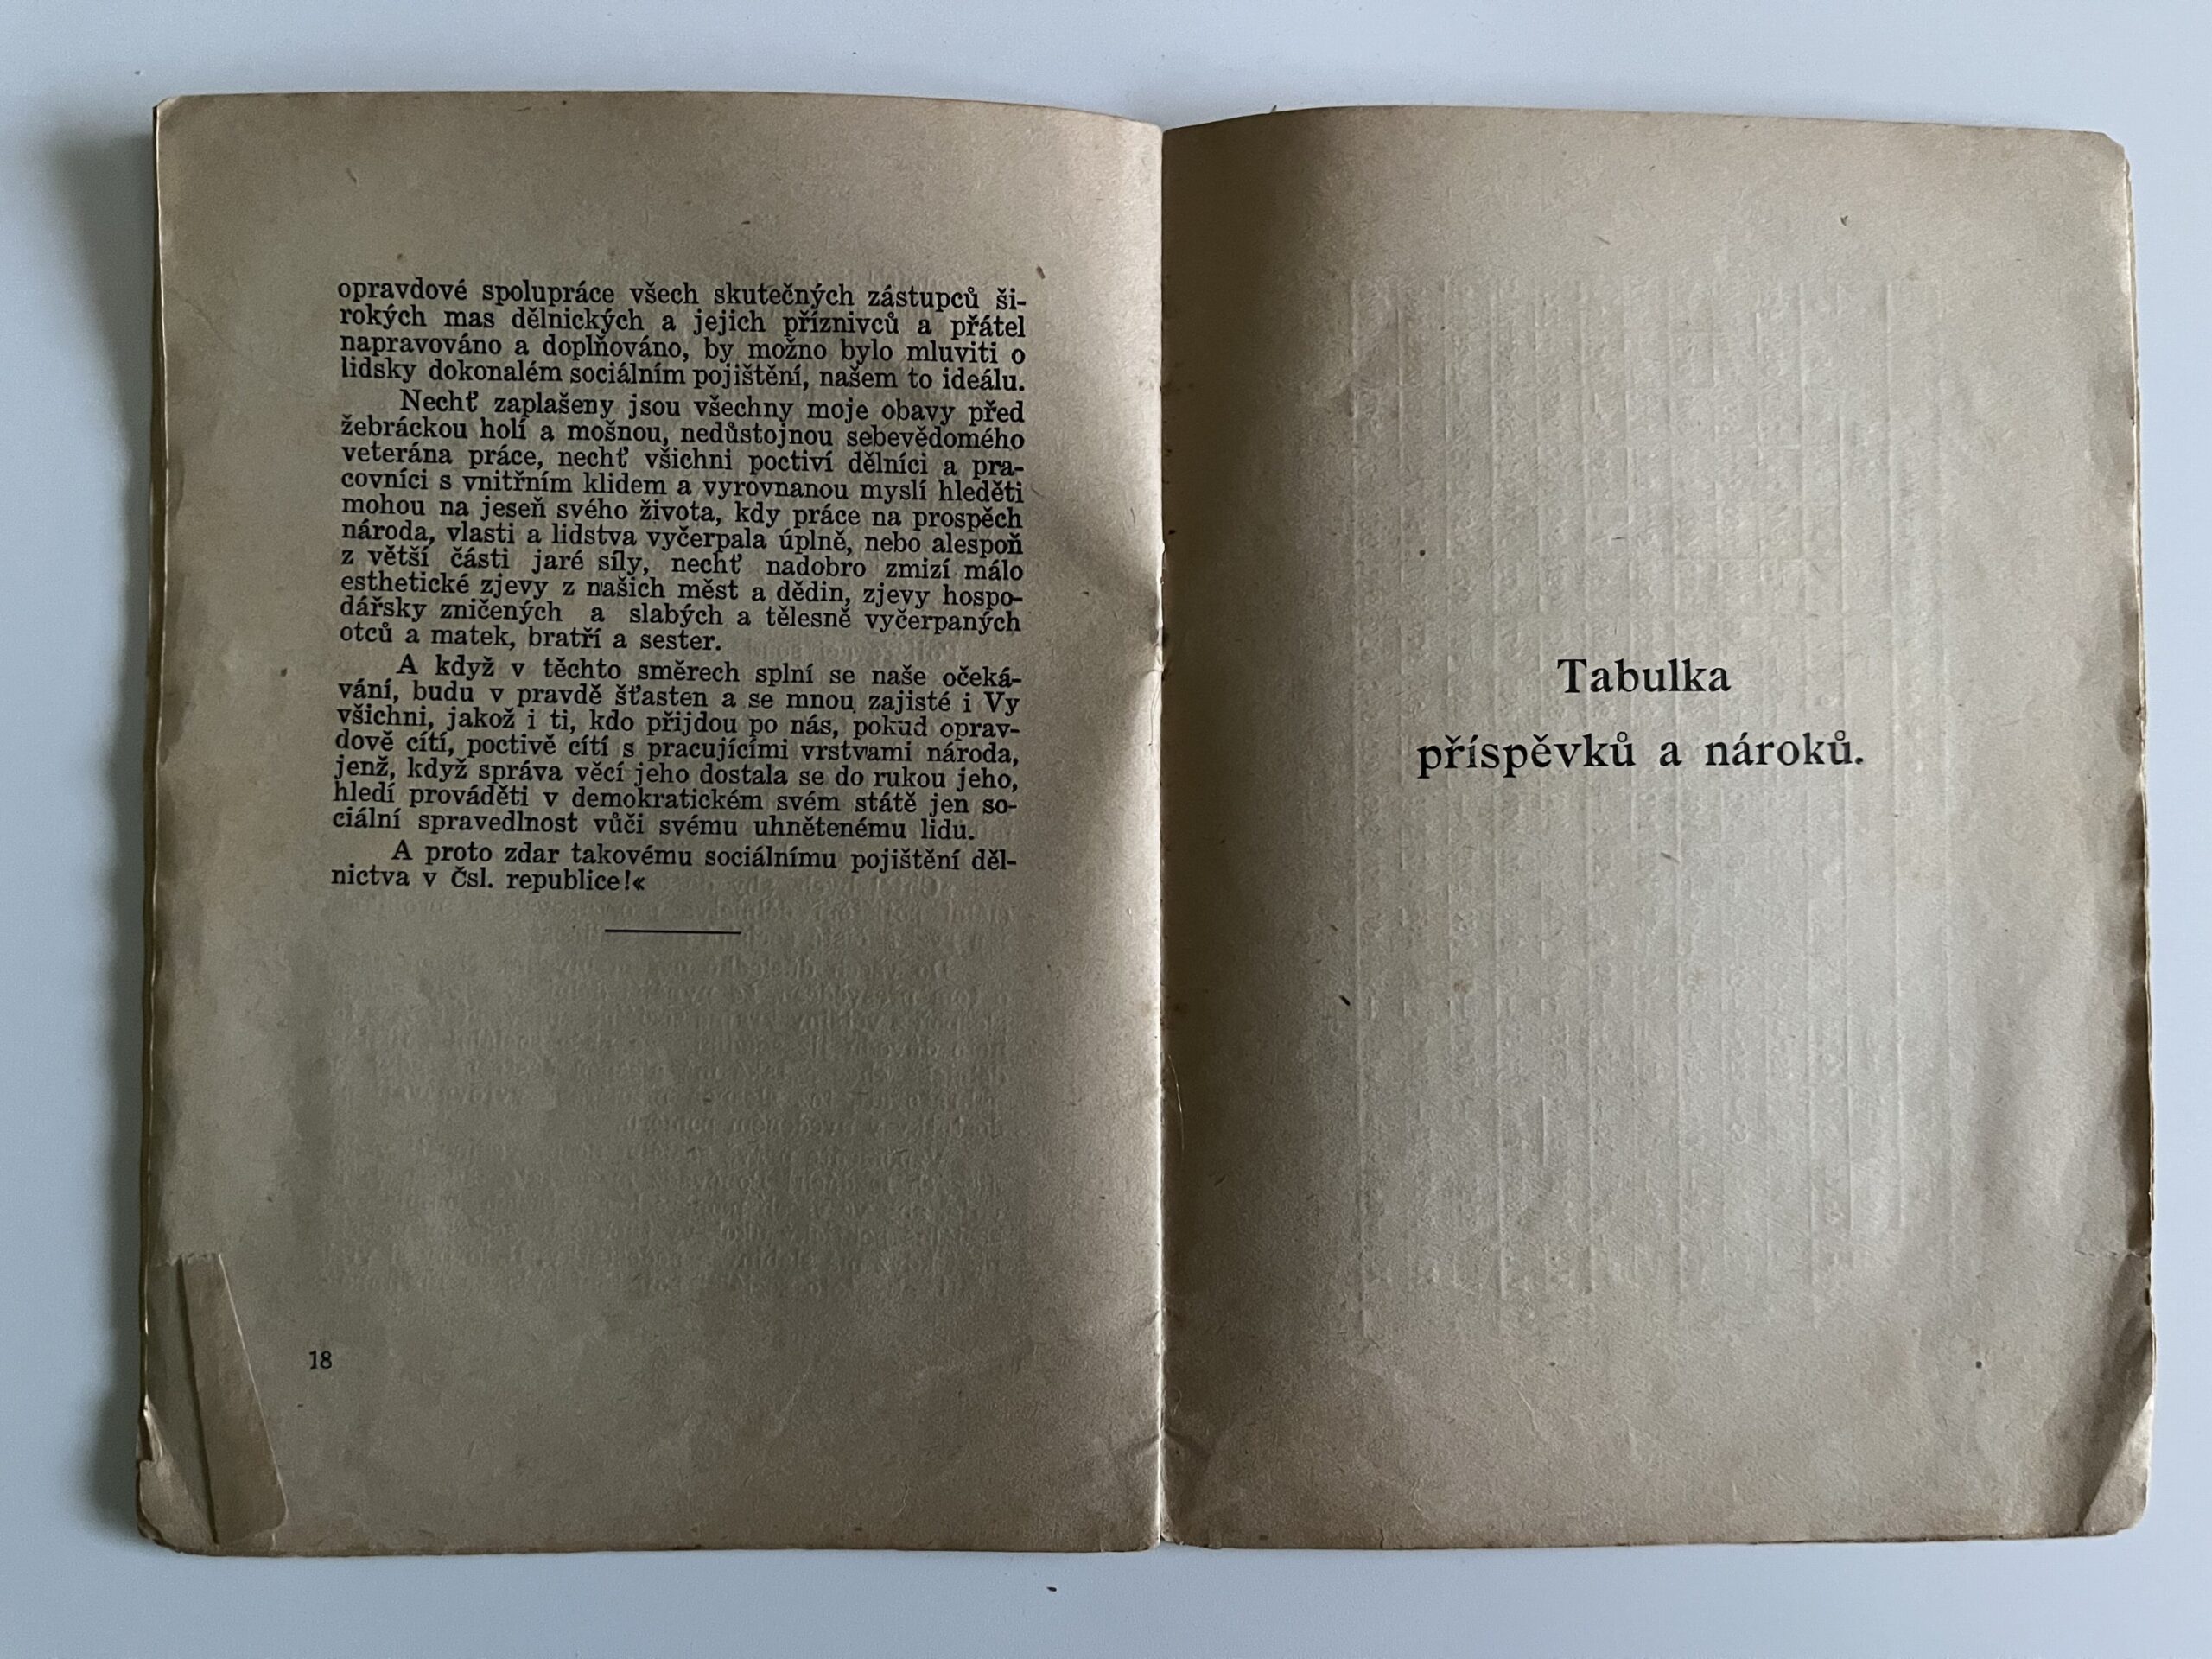 opravdové spolupráce všech skutečných zástupců ši-
rokých mas dělnických a jejich příznivců a přátel
napravováno a doplňováno, by možno bylo mluviti o
lidsky dokonalém sociálním pojištění, našem to ideálu.
Nechť zaplašeny jsou všechny moje obavy před
žebráckou holí a mošnou, nedůstojnou sebevědomého
veterána práce, nechť všichni poctiví dělníci a pra-
covníci s vnitřním klidem a vyrovnanou myslí hleděti
mohou na jeseň svého života, kdy práce na prospěch
národa, vlasti a lidstva vyčerpala úplně, nebo alespoň
z větší části jaré síly, nechť nadobro zmizí málo
esthetické zjevy z našich měst a dědin, zjevy hospo-
dářsky zničených a slabých a tělesně vyčerpaných
otců a matek, bratří a sester.
A když v těchto směrech splní se naše očeká-
vání, budu v pravdě šťasten a se mnou zajisté i Vy
všichni, jakož i ti, kdo přijdou po nás, pokud oprav-
dově cítí, poctivě cítí s pracujícími vrstvami národa,
jenž, když správa věcí jeho dostala se do rukou jeho,
hledí prováděti v demokratickém svém státě jen so-
ciální spravedlnost vůči svému uhnětenému lidu.
A proto zdar takovému sociálnímu pojištění děl-
nictva v Čsl. republice!«
18
Tabulka
příspěvků a nároků.